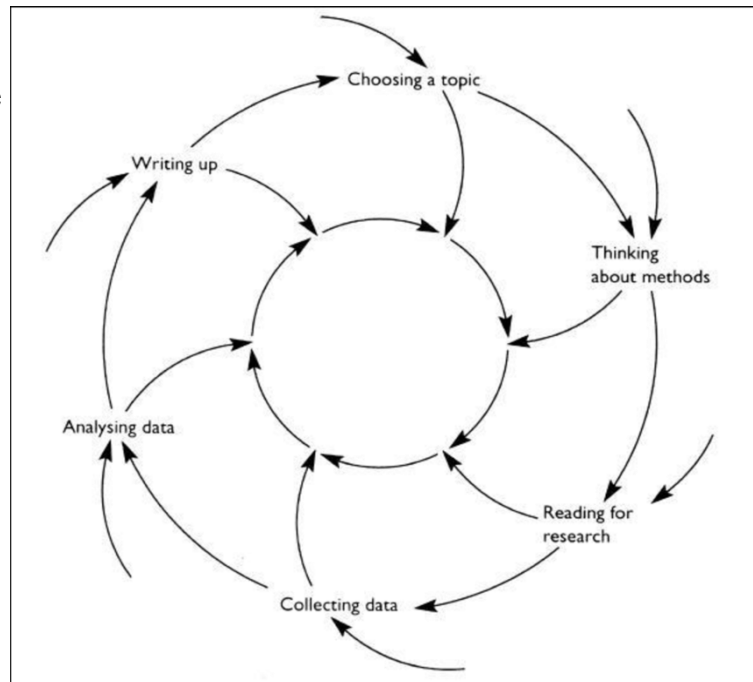 Choosing a topic
Writing up
Thinking
about methods
Analysing data
Reading for
research
Collecting data